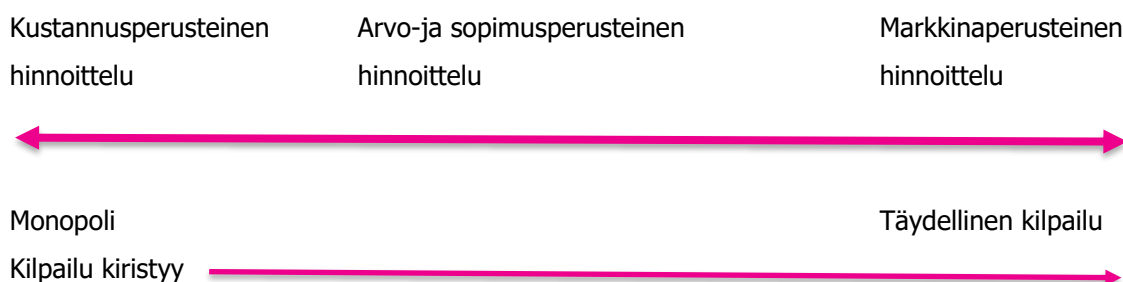 Kustannusperusteinen Arvo-ja sopimusperusteinen Markkinaperusteinen
hinnoittelu hinnoittelu hinnoittelu
Monopoli Täydellinen kilpailu
Kilpailu kiristyy